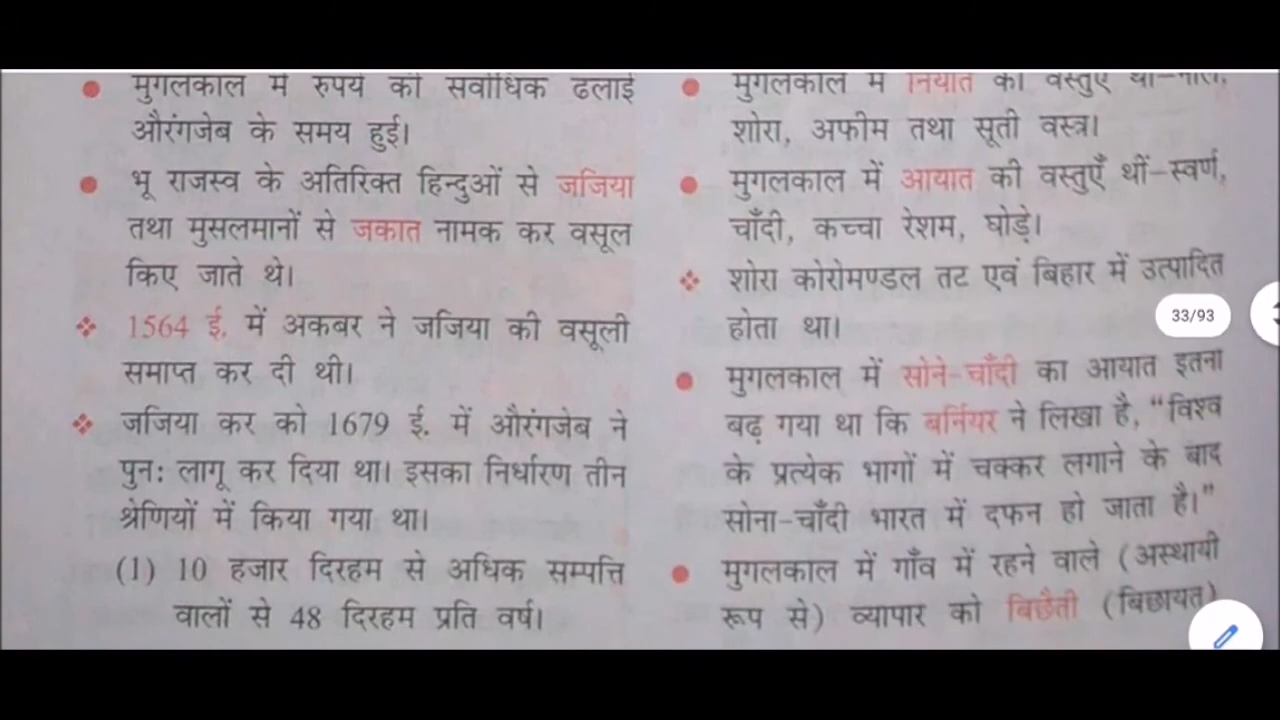 मुगलकाल में रुपये की सर्वाधिक ढलाई
औरंगजेब के समय हुई।
भू राजस्व के अतिरिक्त हिन्दुओं से जजिया
तथा मुसलमानों से जकात नामक कर वसूल
किए जाते थे।
1564 ई. में अकबर ने जजिया की वसूली
समाप्त कर दी थी।
जजिया कर को 1679 ई. में औरंगजेब ने
पुनः लागू कर दिया था। इसका निर्धारण तीन
श्रेणियों में किया गया था।
(1) 10 हजार दिरहम से अधिक सम्पत्ति
वालों से 48 दिरहम प्रति वर्ष।
मुगलकाल में निर्यात की वस्तुएँ थीं-नील,
शोरा, अफीम तथा सूती वस्त्र।
मुगलकाल में आयात की वस्तुएँ थीं-स्वर्ण,
चाँदी, कच्चा रेशम, घोड़े।
शोरा कोरोमण्डल तट एवं बिहार में उत्पादित
होता था।
मुगलकाल में सोने-चाँदी का आयात इतना
बढ़ गया था कि बर्नियर ने लिखा है, "विश्व
के प्रत्येक भागों में चक्कर लगाने के बाद
सोना-चाँदी भारत में दफन हो जाता है।"
मुगलकाल में गाँव में रहने वाले (अस्थायी
रूप से) व्यापार को बिछैती (बिछायत)
33/93